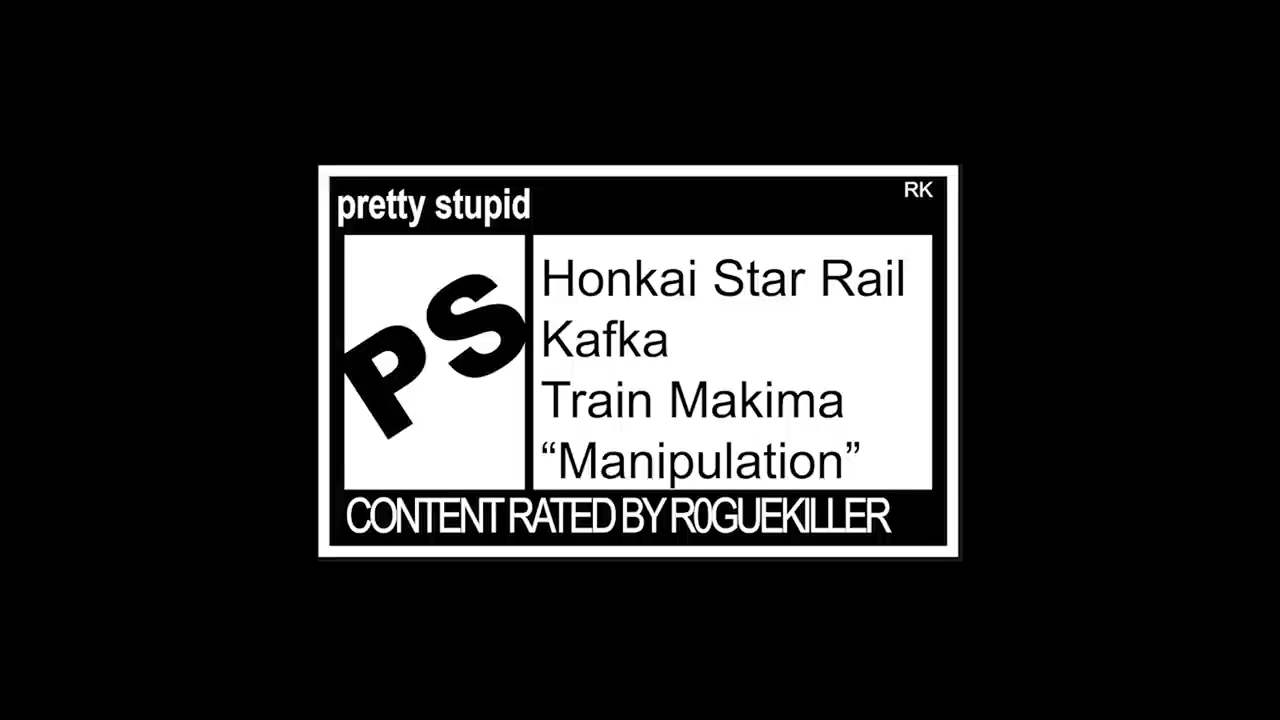 pretty stupid
RK
PS
Honkai Star Rail
Kafka
Train Makima
“Manipulation”
CONTENT RATED BY R0GUEKILLER